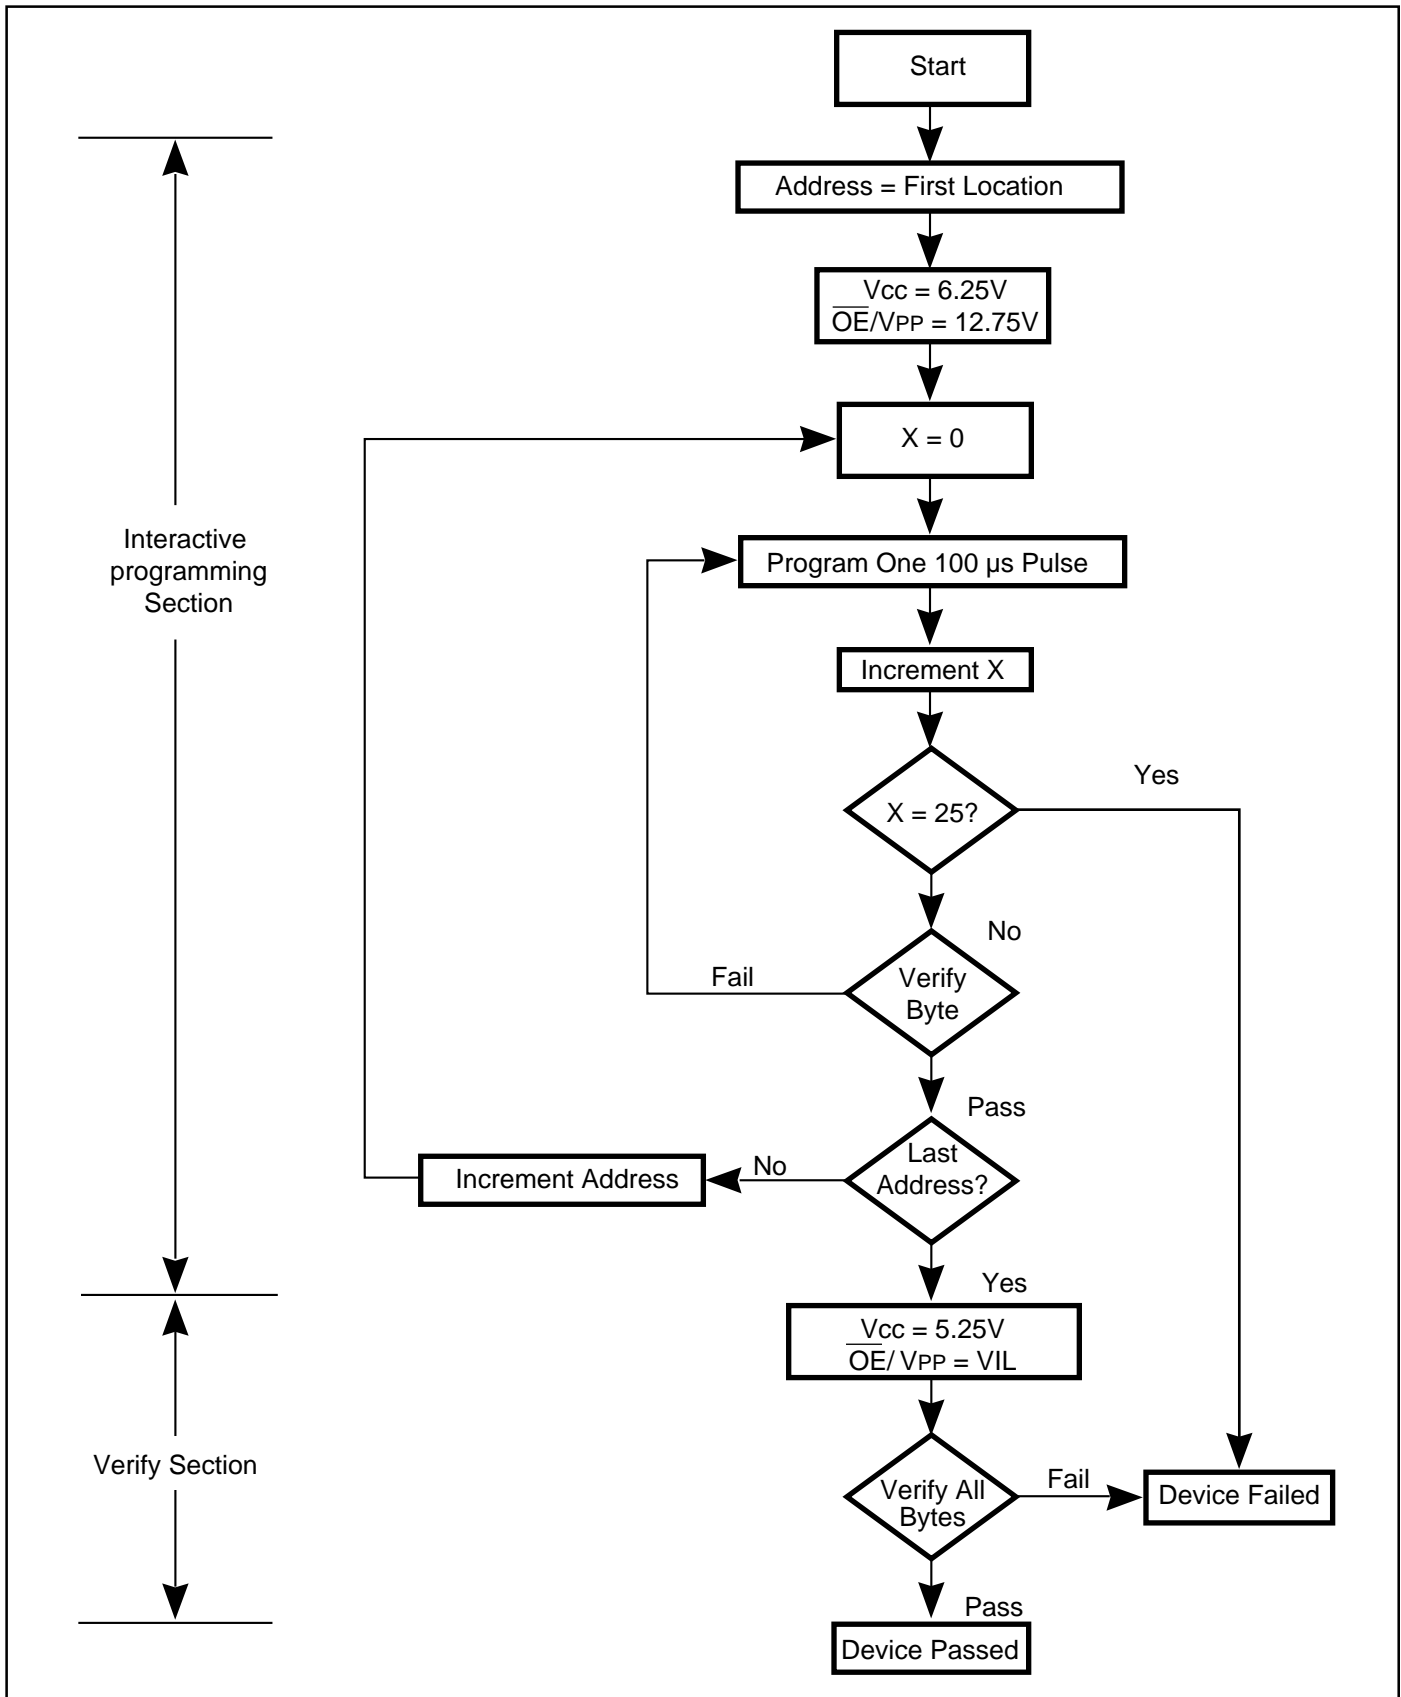 Start
Address = First Location
Vcc = 6.25V
O̅E̅/VPP = 12.75V
X = 0
Interactive
programming
Section
Program One 100 µs Pulse
Increment X
Yes
X = 25?
No
Fail
Verify
Byte
Pass
Last
Address?
No
Increment Address
Yes
Vcc = 5.25V
O̅E̅/ VPP = VIL
Verify Section
Fail
Verify All
Bytes
Device Failed
Pass
Device Passed